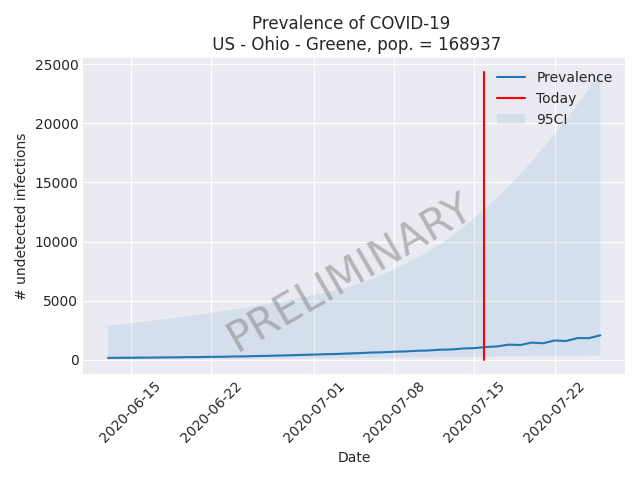 Prevalence of COVID-19
US - Ohio - Greene, pop. = 168937
25000
20000
15000
10000
5000
0
# undetected infections
Prevalence
Today
95CI
PRELIMINARY
2020-06-15
2020-06-22
2020-07-01
2020-07-08
2020-07-15
2020-07-22
Date